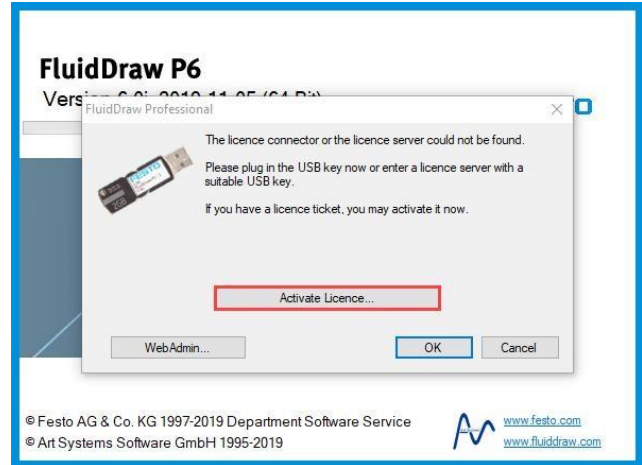 FluidDraw P6
FluidDraw Professional
The licence connector or the licence server could not be found.
Please plug in the USB key now or enter a licence server with a
suitable USB key.
If you have a licence ticket, you may activate it now.
FESTO
2GB
Activate Licence...
WebAdmin...
OK
Cancel
© Festo AG & Co. KG 1997-2019 Department Software Service
www.festo.com
© Art Systems Software GmbH 1995-2019
www.fluiddraw.com